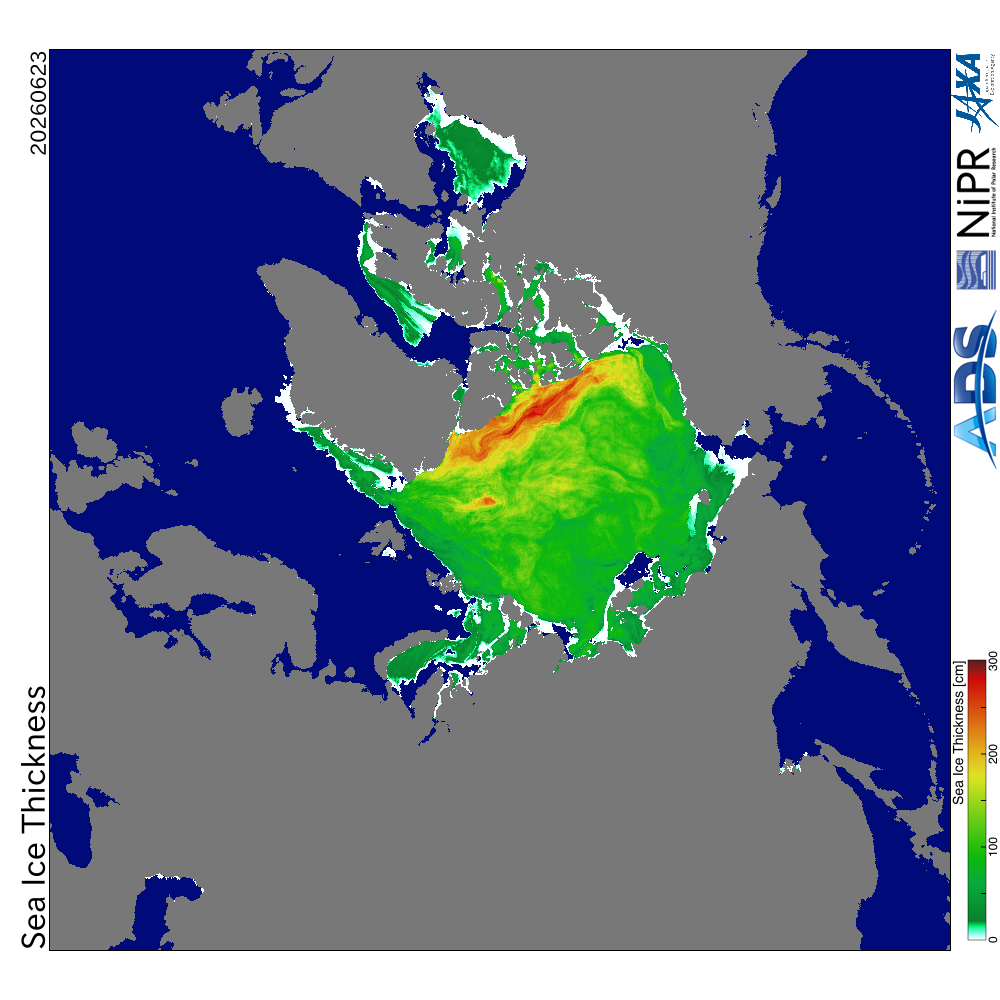 Sea Ice Thickness
20260623
JAXA
NiPR
National Institute of Polar Research
ADS
Sea Ice Thickness [cm]
0
100
200
300